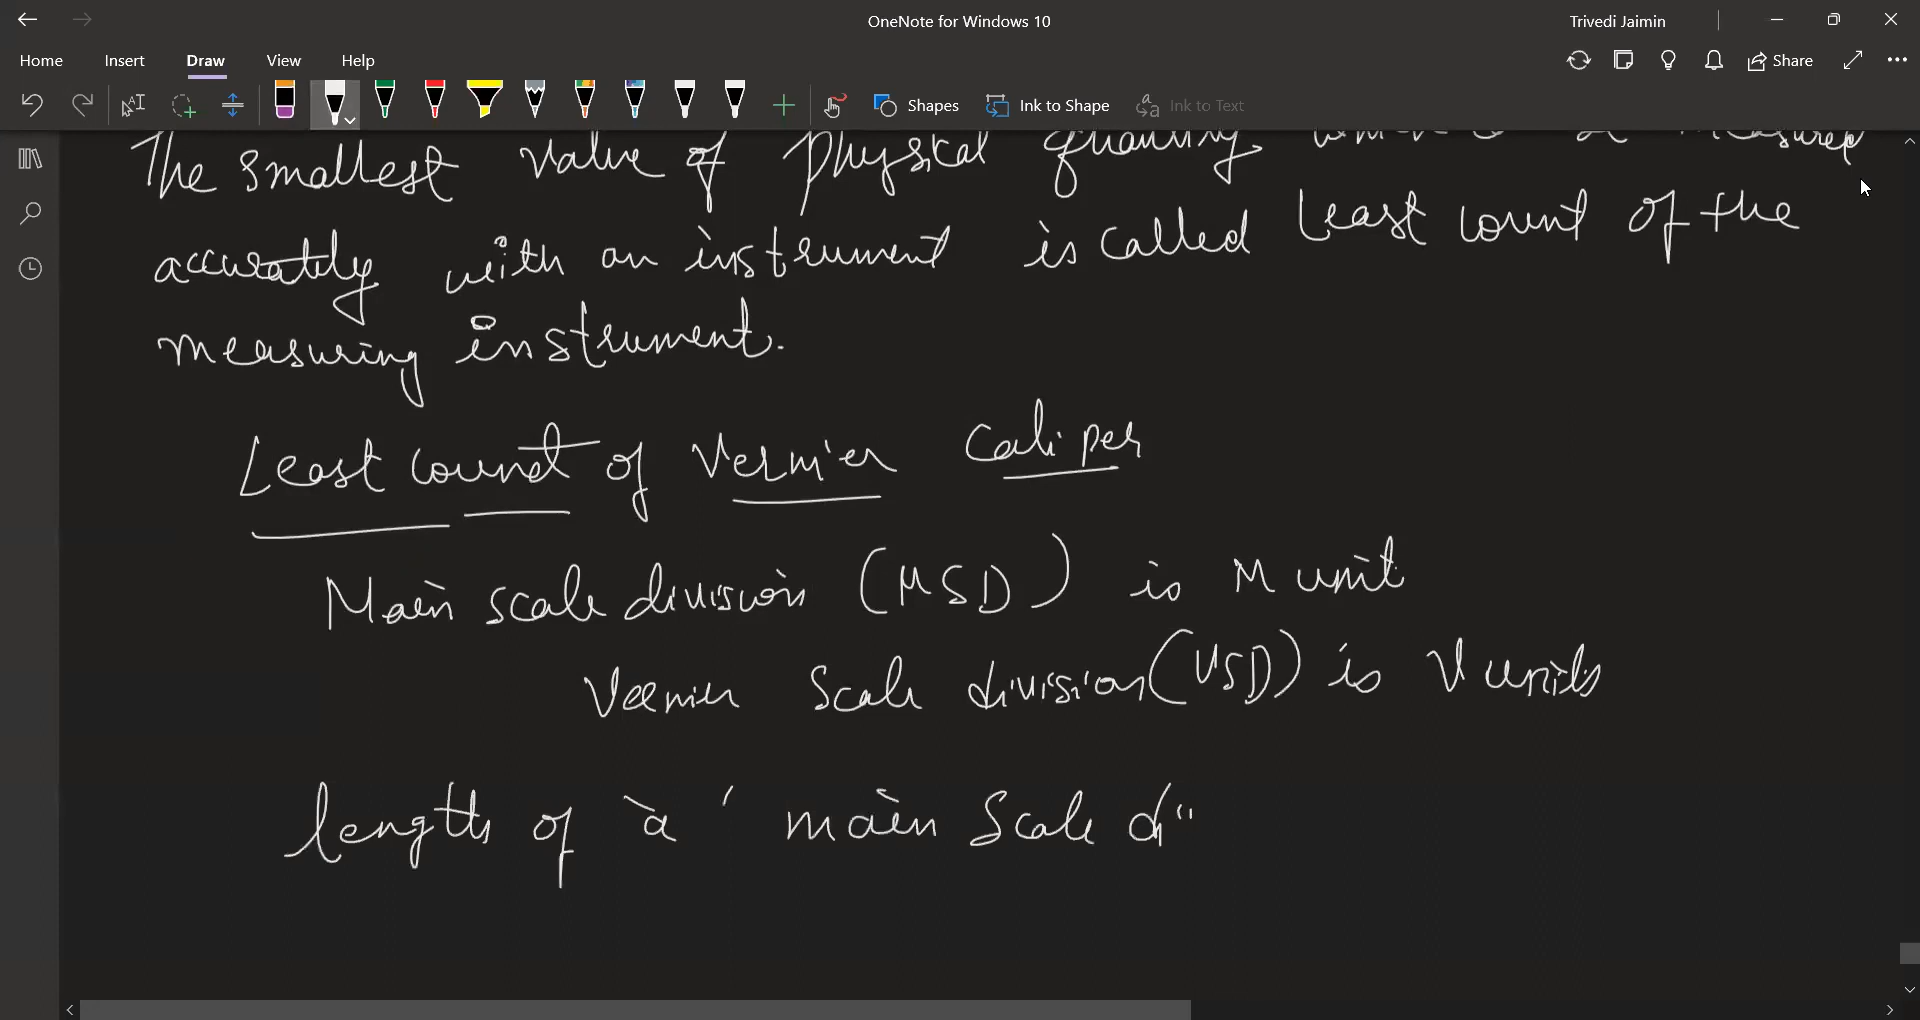 OneNote for Windows 10
Trivedi Jaimin
Home Insert Draw View Help
Share
Shapes Ink to Shape Ink to Text
The smallest value of physical quantity which measured
accurately with an instrument is called least count of the
measuring instrument.
Least count of Vernier Caliper
Main scale division (MSD) is M unit
Vernier Scale division (VSD) is V units
length of 'a' main Scale di